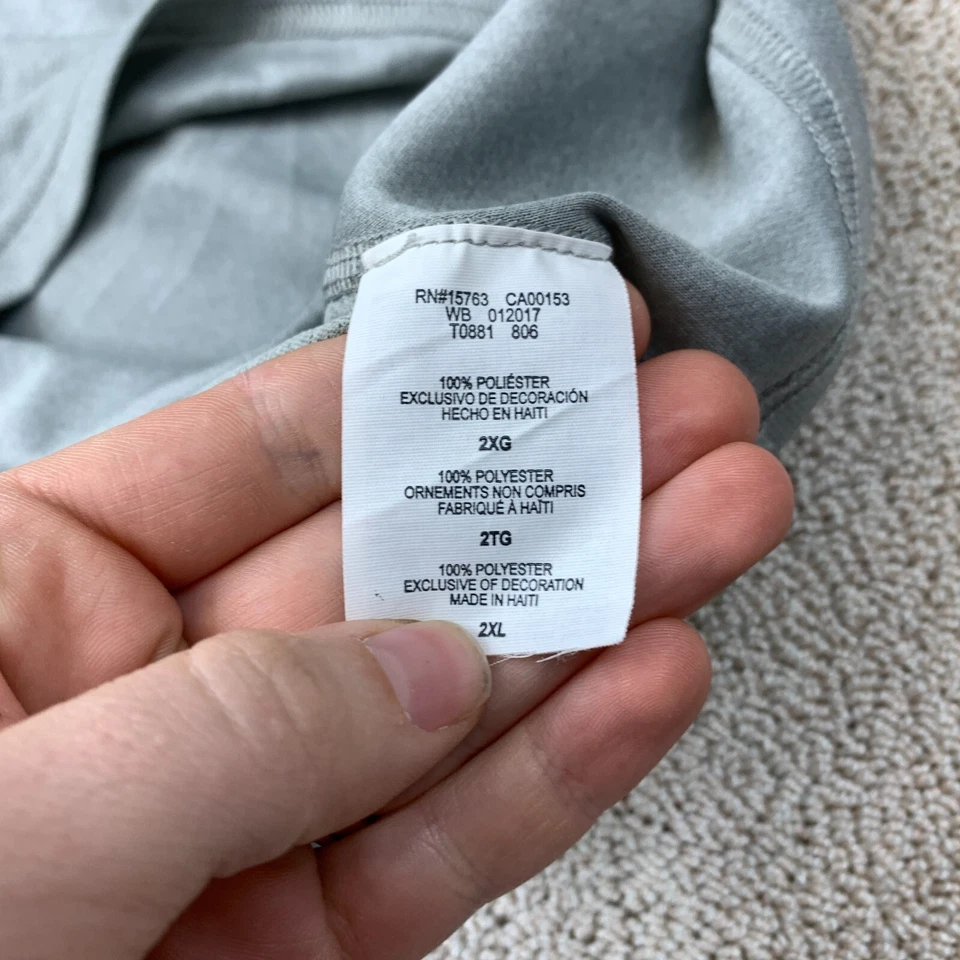 RN#15763 CA00153
WB 012017
T0881 806
100% POLIÉSTER
EXCLUSIVO DE DECORACIÓN
HECHO EN HAITI
2XG
100% POLYESTER
ORNEMENTS NON COMPRIS
FABRIQUÉ À HAÏTI
2TG
100% POLYESTER
EXCLUSIVE OF DECORATION
MADE IN HAITI
2XL